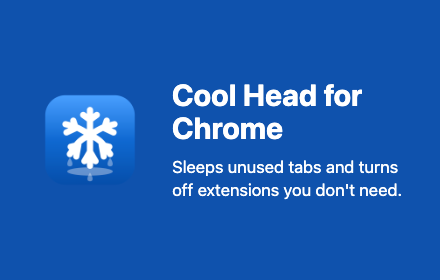 Cool Head for
Chrome
Sleeps unused tabs and turns
off extensions you don't need.